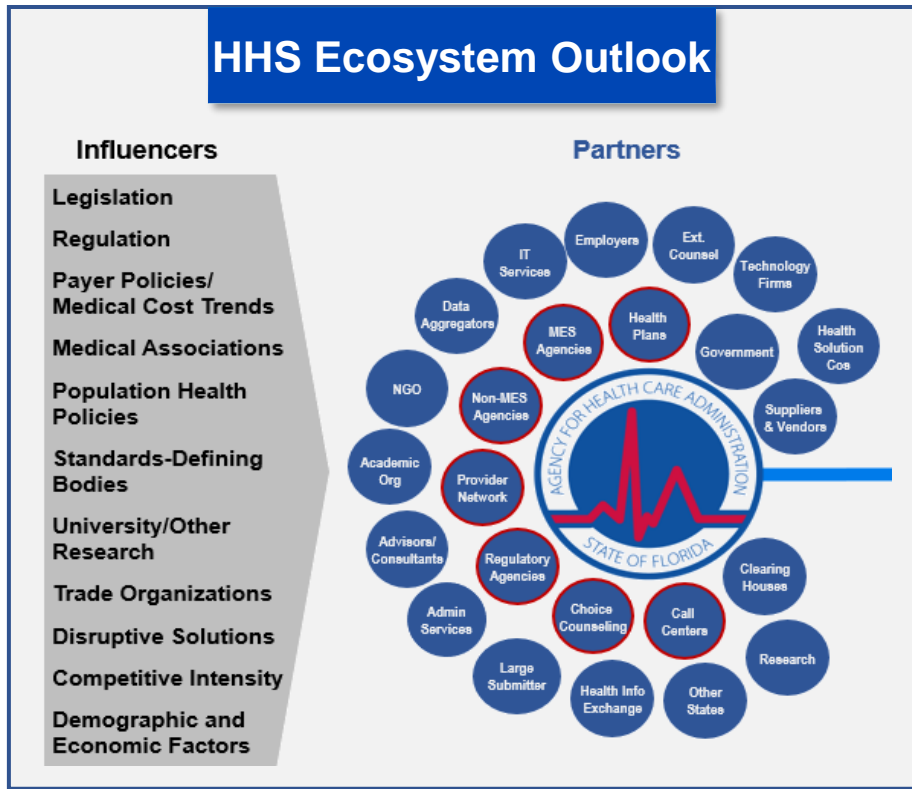 HHS Ecosystem Outlook
Influencers
Legislation
Regulation
Payer Policies/
Medical Cost Trends
Medical Associations
Population Health
Policies
Standards-Defining
Bodies
University/Other
Research
Trade Organizations
Disruptive Solutions
Competitive Intensity
Demographic and
Economic Factors
Partners
Employers
Ext.
Counsel
IT
Services
Technology
Firms
Data
Aggregators
MES
Agencies
Health
Plans
Government
Health
Solution
Cos
NGO
Non-MES
Agencies
Suppliers
& Vendors
Academic
Org
Provider
Network
AGENCY FOR HEALTH CARE ADMINISTRATION
STATE OF FLORIDA
Advisors/
Consultants
Regulatory
Agencies
Clearing
Houses
Admin
Services
Choice
Counseling
Call
Centers
Research
Large
Submitter
Health Info
Exchange
Other
States